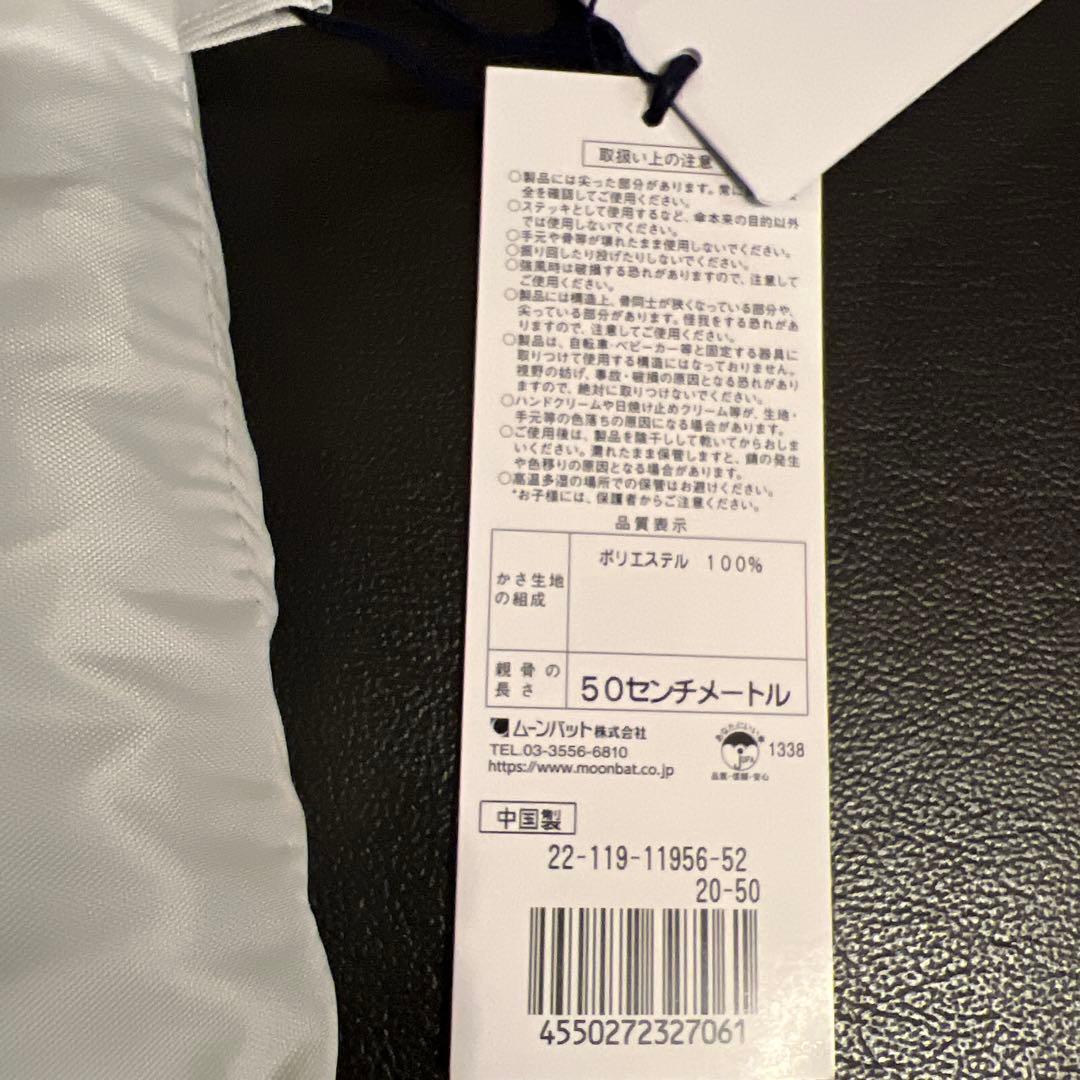 取扱い上の注意
○製品には尖った部分があります。常に
全を確認してご使用ください。
○ステッキとして使用するなど、傘本来の目的以外
では使用しないでください。
○手元や骨等が壊れたまま使用しないでください。
○振り回したり投げたりしないでください。
○強風時は破損する恐れがありますので、注意して
ご使用ください。
○製品には構造上、骨同士が狭くなっている部分や、
尖っている部分があります。怪我をする恐れがあ
りますので、注意してご使用ください。
○製品は、自転車・ベビーカー等と固定する器具に
取りつけて使用する構造にはなっておりません。
視野の妨げ、事故・破損の原因となる恐れがあり
ますので、絶対に取りつけないでください。
○ハンドクリームや日焼け止めクリーム等が、生地・
手元等の色落ちの原因になる場合があります。
○ご使用後は、製品を陰干しして乾いてからおしま
いください。濡れたまま保管しますと、錆の発生
や色移りの原因となる場合があります。
○高温多湿の場所での保管はお避けください。
*お子様には、保護者からご注意ください。
品質表示
かさ生地
の組成
ポリエステル 100%
親骨の
長さ
50センチメートル
ムーンバット株式会社
TEL.03-3556-6810
https://www.moonbat.co.jp
あなたにいい傘
JUPA
品質・信頼・安心
1338
中国製
22-119-11956-52
20-50
4550272327061